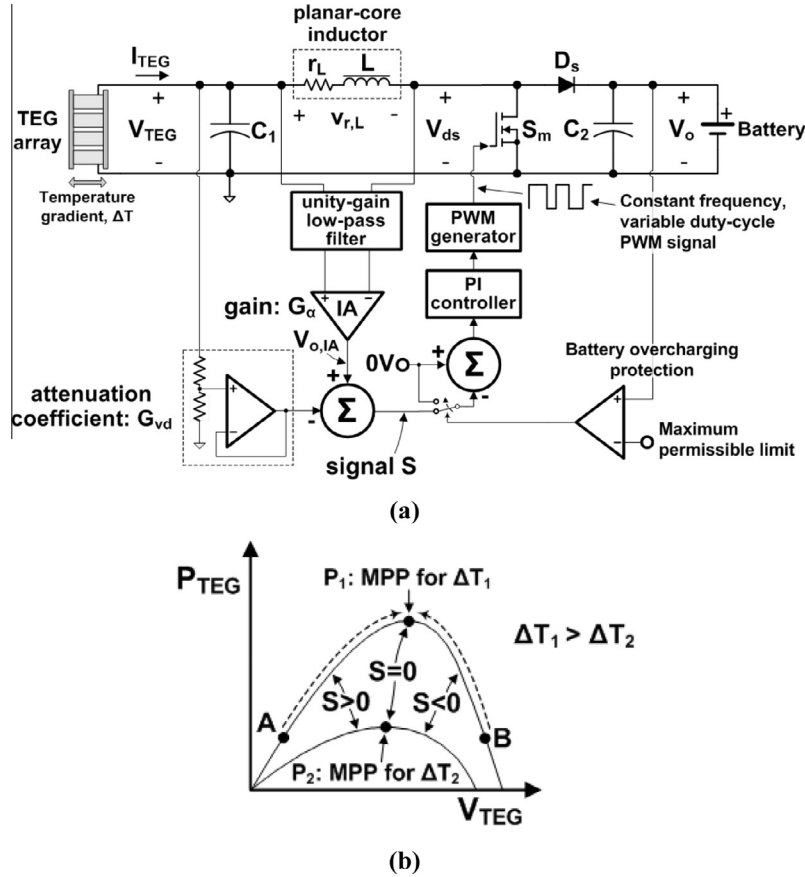 planar-core
inductor
I_TEG
r_L
L
D_s
TEG
array
+
V_TEG
-
C_1
+ v_r,L -
+
V_ds
-
S_m
C_2
+
V_o
-
+
Battery
Temperature
gradient, ΔT
unity-gain
low-pass
filter
PWM
generator
Constant frequency,
variable duty-cycle
PWM signal
PI
controller
+ -
IA
gain: G_α
V_o,IA
0V
+
Σ
-
Battery overcharging
protection
attenuation
coefficient: G_vd
+
-
+
Σ
-
signal S
+
-
Maximum
permissible limit
(a)
P_TEG
P_1: MPP for ΔT_1
ΔT_1 > ΔT_2
S=0
S>0
S<0
A
B
P_2: MPP for ΔT_2
V_TEG
(b)